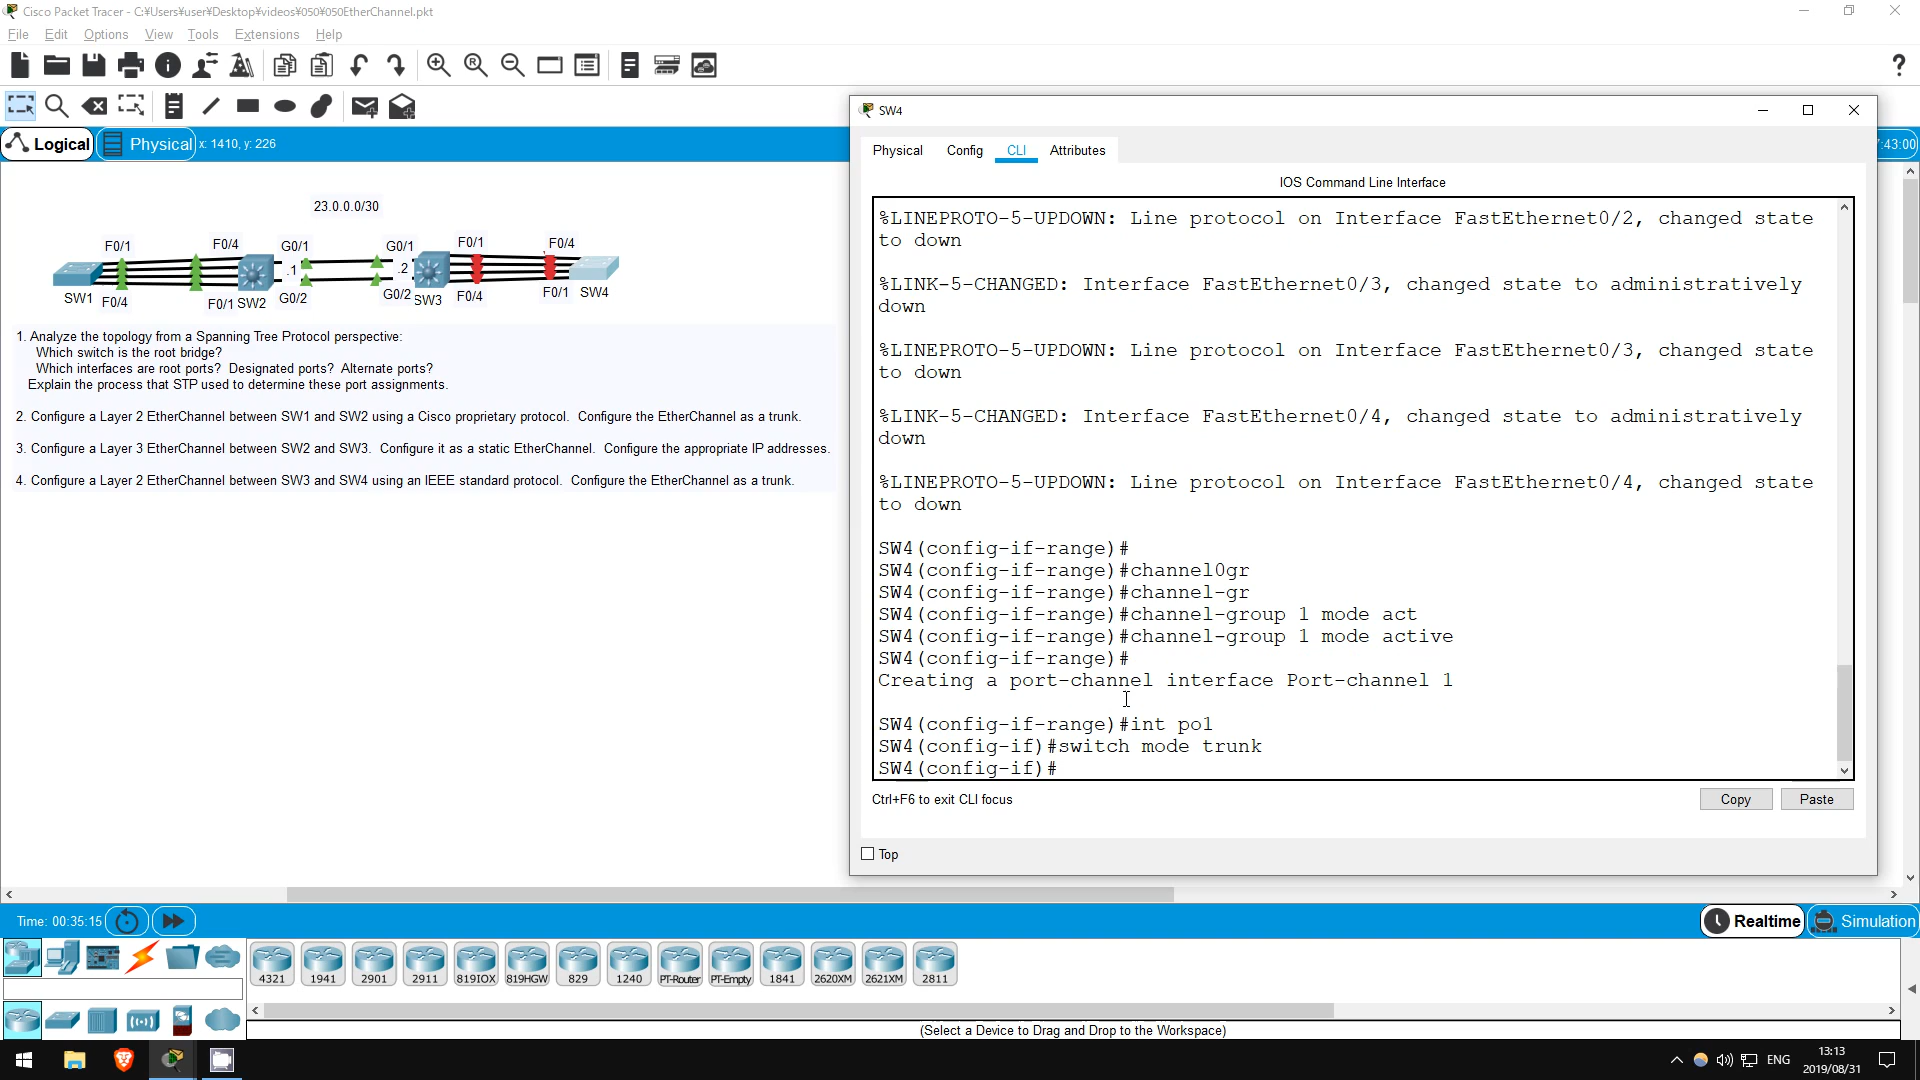 Cisco Packet Tracer - C:¥Users¥user¥Desktop¥videos¥050¥050EtherChannel.pkt
File Edit Options View Tools Extensions Help
Logical Physical x: 1410, y: 226
:43:00
23.0.0.0/30
F0/1 F0/4 G0/1 G0/1 F0/1 F0/4
.1 .2
SW1 F0/4 F0/1 SW2 G0/2 G0/2 SW3 F0/4 F0/1 SW4
1. Analyze the topology from a Spanning Tree Protocol perspective:
Which switch is the root bridge?
Which interfaces are root ports? Designated ports? Alternate ports?
Explain the process that STP used to determine these port assignments.
2. Configure a Layer 2 EtherChannel between SW1 and SW2 using a Cisco proprietary protocol. Configure the EtherChannel as a trunk.
3. Configure a Layer 3 EtherChannel between SW2 and SW3. Configure it as a static EtherChannel. Configure the appropriate IP addresses.
4. Configure a Layer 2 EtherChannel between SW3 and SW4 using an IEEE standard protocol. Configure the EtherChannel as a trunk.
SW4
Physical Config CLI Attributes
IOS Command Line Interface
%LINEPROTO-5-UPDOWN: Line protocol on Interface FastEthernet0/2, changed state
to down
%LINK-5-CHANGED: Interface FastEthernet0/3, changed state to administratively
down
%LINEPROTO-5-UPDOWN: Line protocol on Interface FastEthernet0/3, changed state
to down
%LINK-5-CHANGED: Interface FastEthernet0/4, changed state to administratively
down
%LINEPROTO-5-UPDOWN: Line protocol on Interface FastEthernet0/4, changed state
to down
SW4(config-if-range)#
SW4(config-if-range)#channel0gr
SW4(config-if-range)#channel-gr
SW4(config-if-range)#channel-group 1 mode act
SW4(config-if-range)#channel-group 1 mode active
SW4(config-if-range)#
Creating a port-channel interface Port-channel 1
SW4(config-if-range)#int po1
SW4(config-if)#switch mode trunk
SW4(config-if)#
Ctrl+F6 to exit CLI focus
Copy Paste
Top
Time: 00:35:15
Realtime Simulation
4321 1941 2901 2911 819IOX 819HGW 829 1240 PT-Router PT-Empty 1841 2620XM 2621XM 2811
(Select a Device to Drag and Drop to the Workspace)
ENG
13:13
2019/08/31